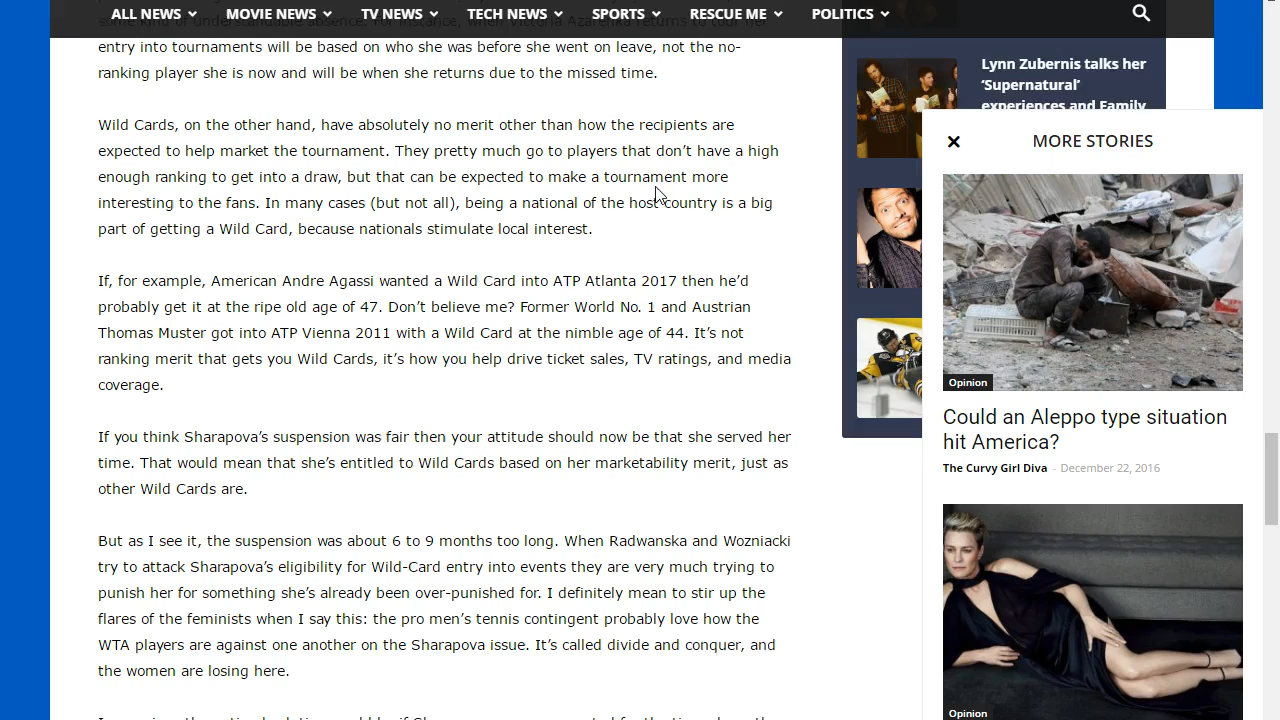 ALL NEWS MOVIE NEWS TV NEWS TECH NEWS SPORTS RESCUE ME POLITICS
entry into tournaments will be based on who she was before she went on leave, not the no-
ranking player she is now and will be when she returns due to the missed time.
Wild Cards, on the other hand, have absolutely no merit other than how the recipients are
expected to help market the tournament. They pretty much go to players that don’t have a high
enough ranking to get into a draw, but that can be expected to make a tournament more
interesting to the fans. In many cases (but not all), being a national of the host country is a big
part of getting a Wild Card, because nationals stimulate local interest.
If, for example, American Andre Agassi wanted a Wild Card into ATP Atlanta 2017 then he’d
probably get it at the ripe old age of 47. Don’t believe me? Former World No. 1 and Austrian
Thomas Muster got into ATP Vienna 2011 with a Wild Card at the nimble age of 44. It’s not
ranking merit that gets you Wild Cards, it’s how you help drive ticket sales, TV ratings, and media
coverage.
If you think Sharapova’s suspension was fair then your attitude should now be that she served her
time. That would mean that she’s entitled to Wild Cards based on her marketability merit, just as
other Wild Cards are.
But as I see it, the suspension was about 6 to 9 months too long. When Radwanska and Wozniacki
try to attack Sharapova’s eligibility for Wild-Card entry into events they are very much trying to
punish her for something she’s already been over-punished for. I definitely mean to stir up the
flares of the feminists when I say this: the pro men’s tennis contingent probably love how the
WTA players are against one another on the Sharapova issue. It’s called divide and conquer, and
the women are losing here.
Lynn Zubernis talks her
‘Supernatural’
experiences and Family
MORE STORIES
Opinion
Could an Aleppo type situation
hit America?
The Curvy Girl Diva - December 22, 2016
Opinion